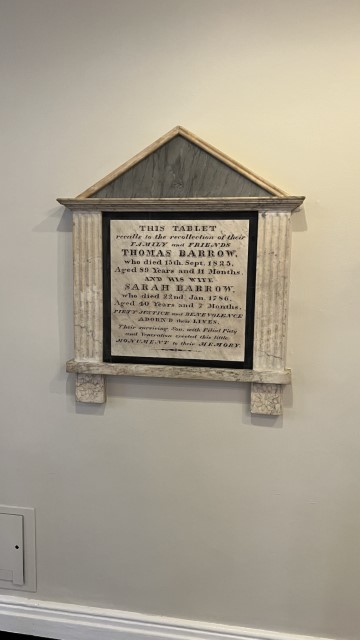 THIS TABLET
recalls to the recollection of their
FAMILY and FRIENDS
THOMAS BARROW,
who died 15th. Sept. 1825.
Aged 89 Years and 11 Months.
AND HIS WIFE
SARAH BARROW,
who died 22nd. Jan. 1786.
Aged 40 Years and 7 Months.
PIETY JUSTICE and BENEVOLENCE
ADORN'D their LIVES.
Their surviving Son, with Filial Piety
and Veneration erected this little
MONUMENT to their MEMORY.